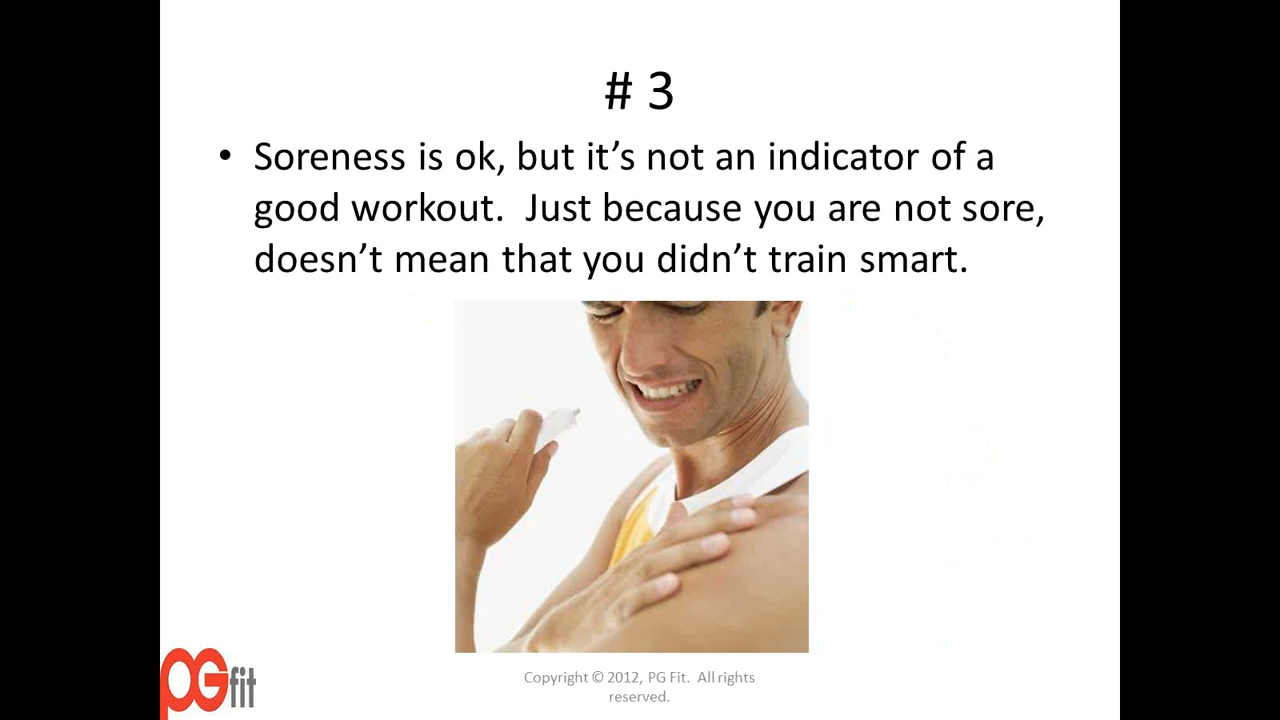 # 3
• Soreness is ok, but it’s not an indicator of a
good workout.  Just because you are not sore,
doesn’t mean that you didn’t train smart.
PGfit
Copyright © 2012, PG Fit.  All rights
reserved.